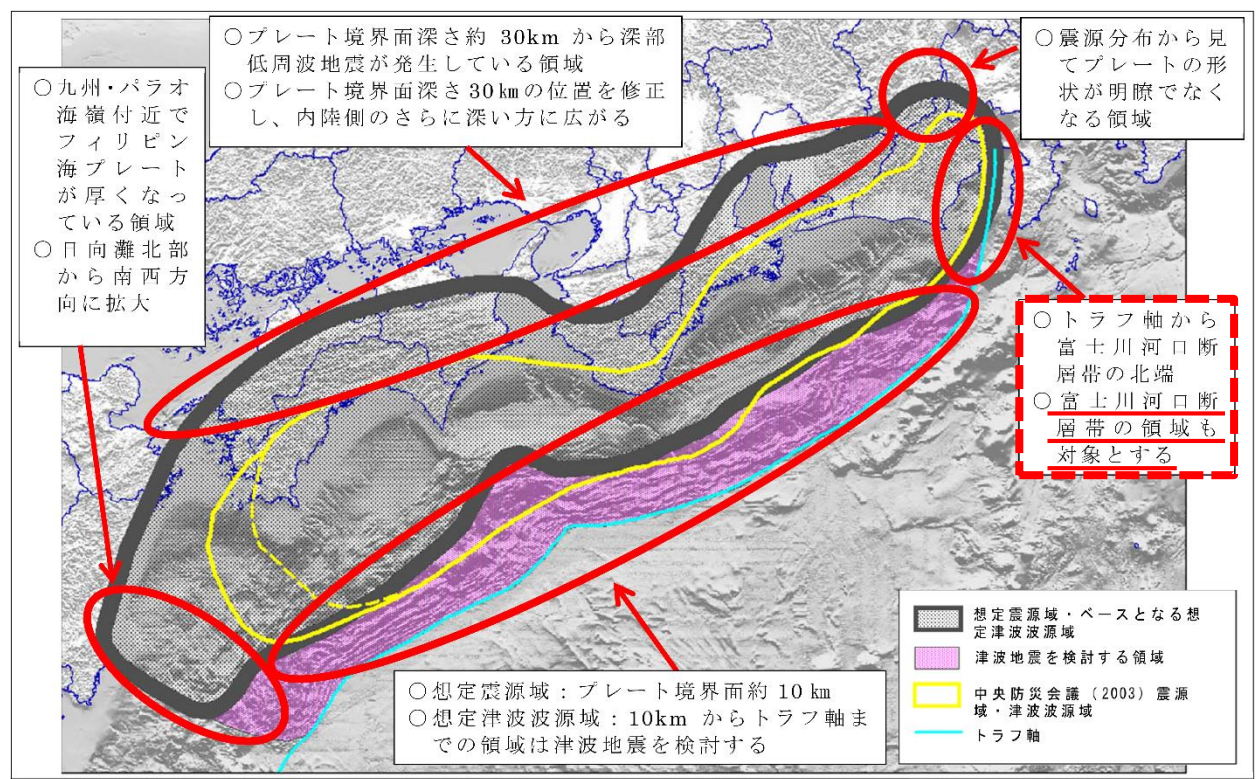 ○プレート境界面深さ約 30km から深部
低周波地震が発生している領域
○プレート境界面深さ30㎞の位置を修正
し、内陸側のさらに深い方に広がる
○震源分布から見
てプレートの形
状が明瞭でなく
なる領域
○九州・パラオ
海嶺付近で
フィリピン
海プレート
が厚くなっ
ている領域
○日向灘北部
から南西方
向に拡大
○トラフ軸から
富士川河口断
層帯の北端
○富士川河口断
層帯の領域も
対象とする
○想定震源域：プレート境界面約 10 ㎞
○想定津波波源域：10km からトラフ軸ま
での領域は津波地震を検討する
想定震源域・ベースとなる想
定津波波源域
津波地震を検討する領域
中央防災会議（2003）震源
域・津波波源域
トラフ軸